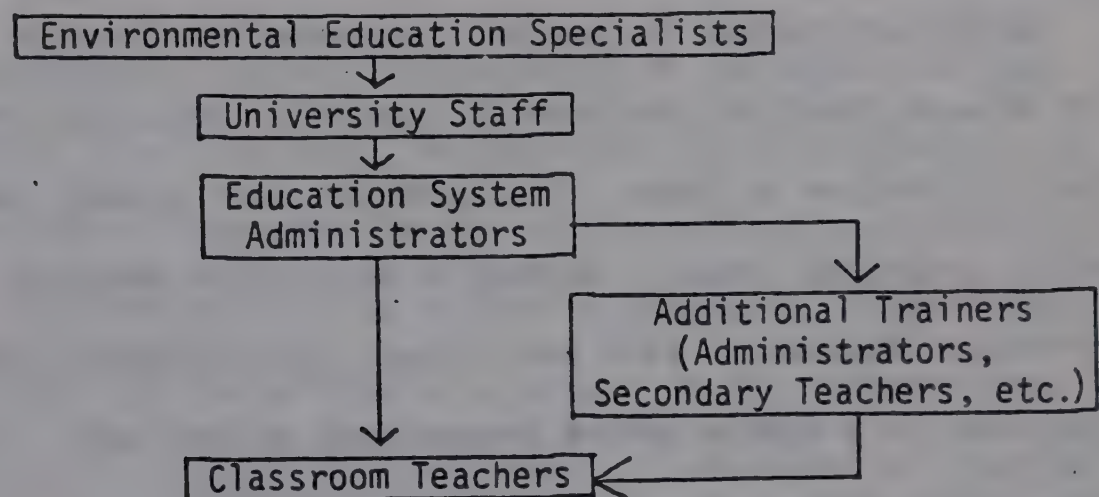 Environmental Education Specialists
University Staff
Education System
Administrators
Additional Trainers
(Administrators,
Secondary Teachers, etc.)
Classroom Teachers